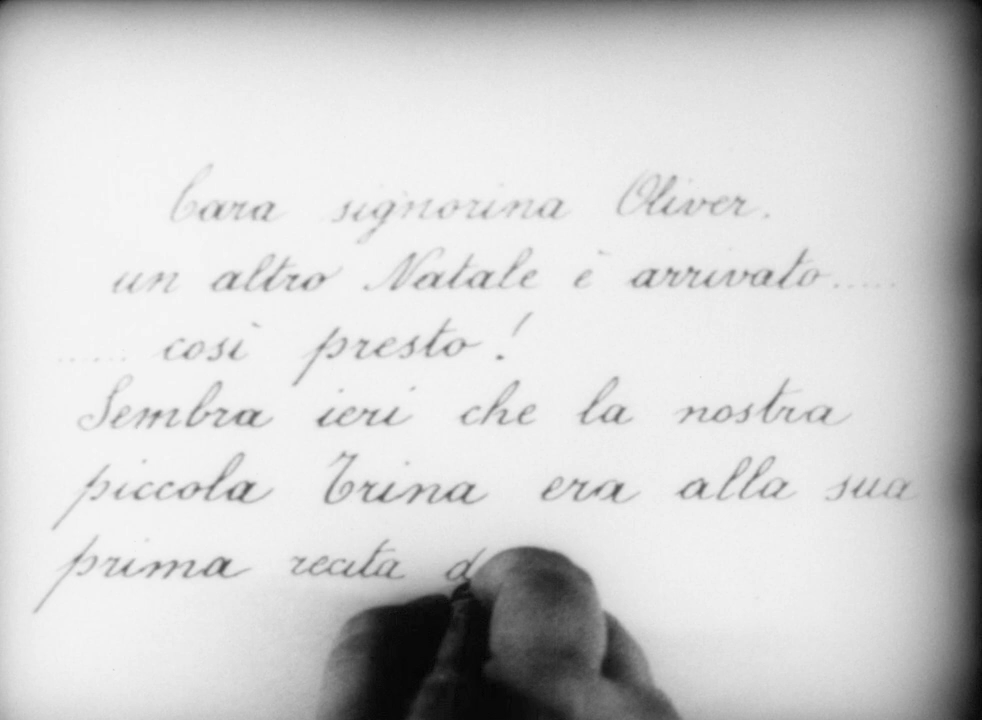 Cara signorina Oliver.
un altro Natale è arrivato.....
...... così presto!
Sembra ieri che la nostra
piccola Trina era alla sua
prima recita d